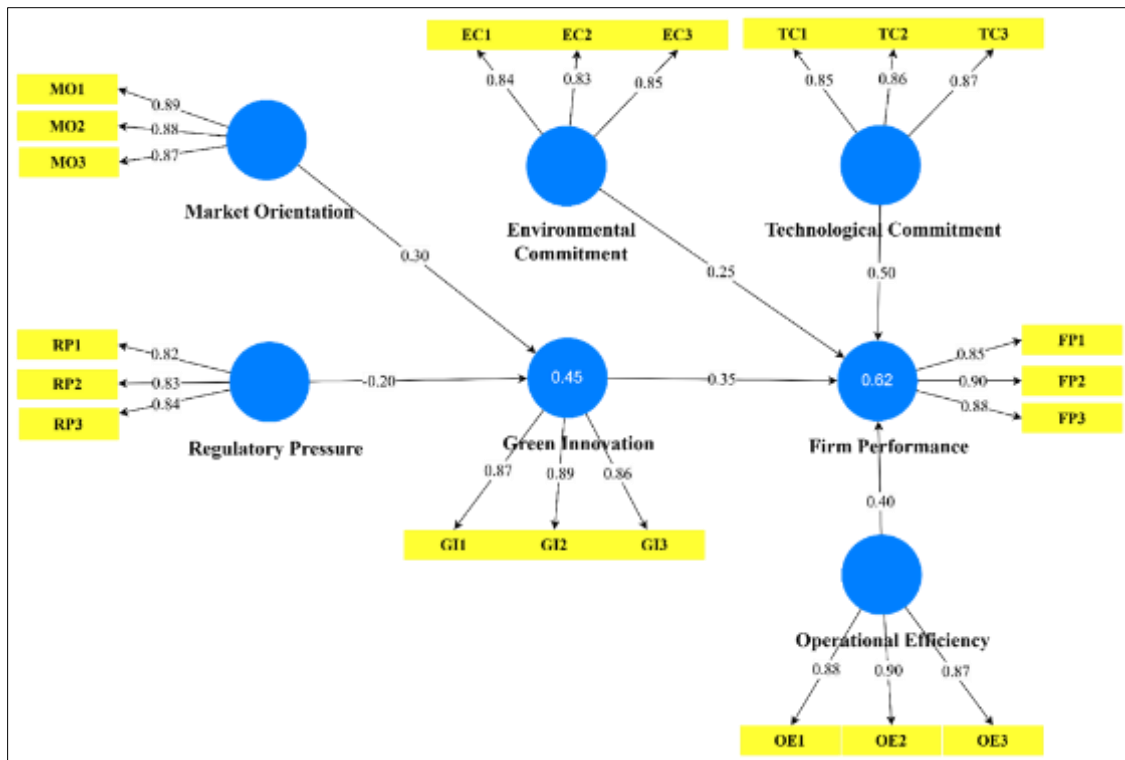 EC1 EC2 EC3
TC1 TC2 TC3
0.84 0.83 0.85
0.85 0.86 0.87
MO1
MO2
MO3
0.89
0.88
0.87
Market Orientation
Environmental
Commitment
Technological Commitment
0.30
0.25
0.50
RP1
RP2
RP3
0.82
0.83
0.84
Regulatory Pressure
-0.20
0.45
Green Innovation
0.35
0.62
Firm Performance
0.85
0.90
0.88
FP1
FP2
FP3
0.87 0.89 0.86
GI1 GI2 GI3
0.40
Operational Efficiency
0.88 0.90 0.87
OE1 OE2 OE3